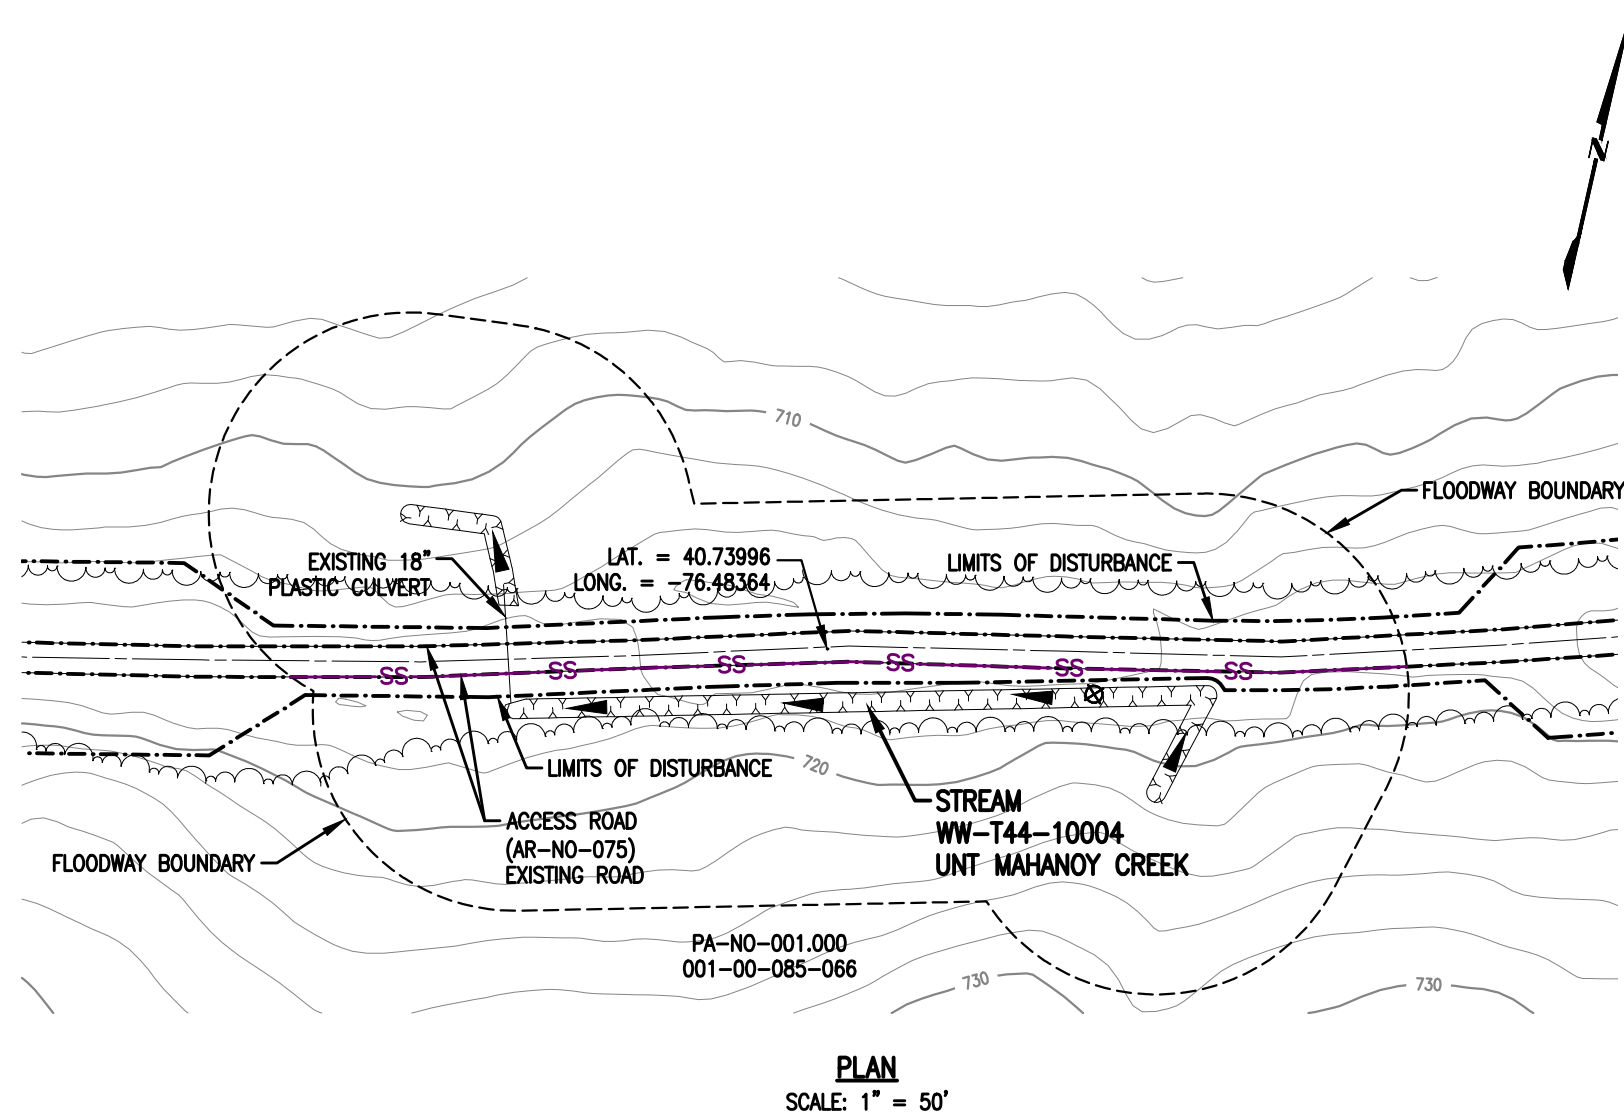 N
710
FLOODWAY BOUNDARY
EXISTING 18"
PLASTIC CULVERT
LAT. = 40.73996
LONG. = -76.48364
LIMITS OF DISTURBANCE
SS SS SS SS SS SS
LIMITS OF DISTURBANCE
720
STREAM
WW-T44-10004
UNT MAHANOY CREEK
ACCESS ROAD
(AR-NO-075)
EXISTING ROAD
FLOODWAY BOUNDARY
PA-NO-001.000
001-00-085-066
730
730
PLAN
SCALE: 1" = 50'